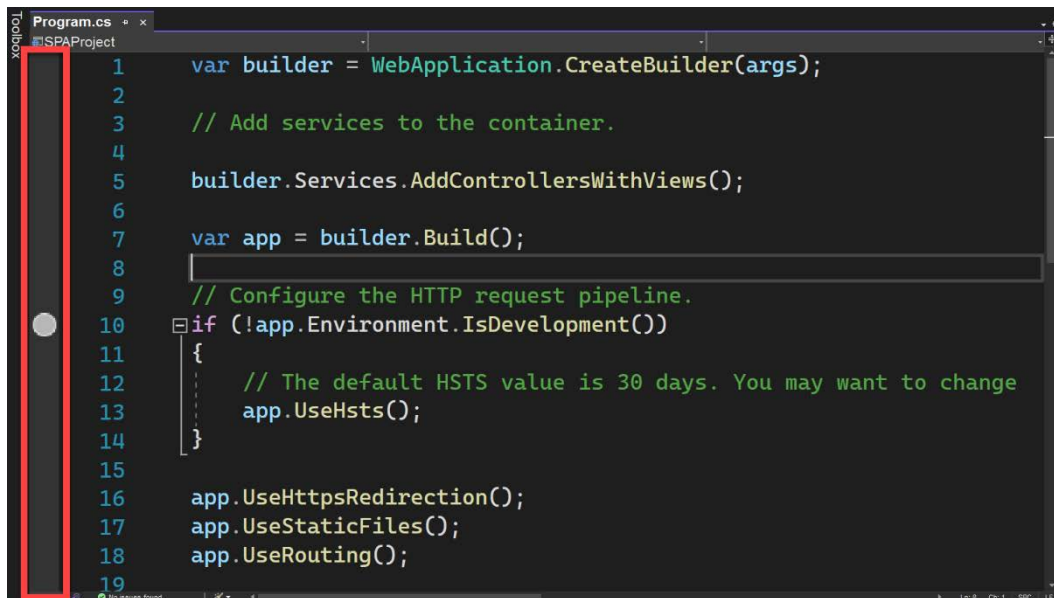 Toolbox
Program.cs
SPAProject
1 var builder = WebApplication.CreateBuilder(args);
2
3 // Add services to the container.
4
5 builder.Services.AddControllersWithViews();
6
7 var app = builder.Build();
8
9 // Configure the HTTP request pipeline.
10 if (!app.Environment.IsDevelopment())
11 {
12 // The default HSTS value is 30 days. You may want to change
13 app.UseHsts();
14 }
15
16 app.UseHttpsRedirection();
17 app.UseStaticFiles();
18 app.UseRouting();
19
No issues found